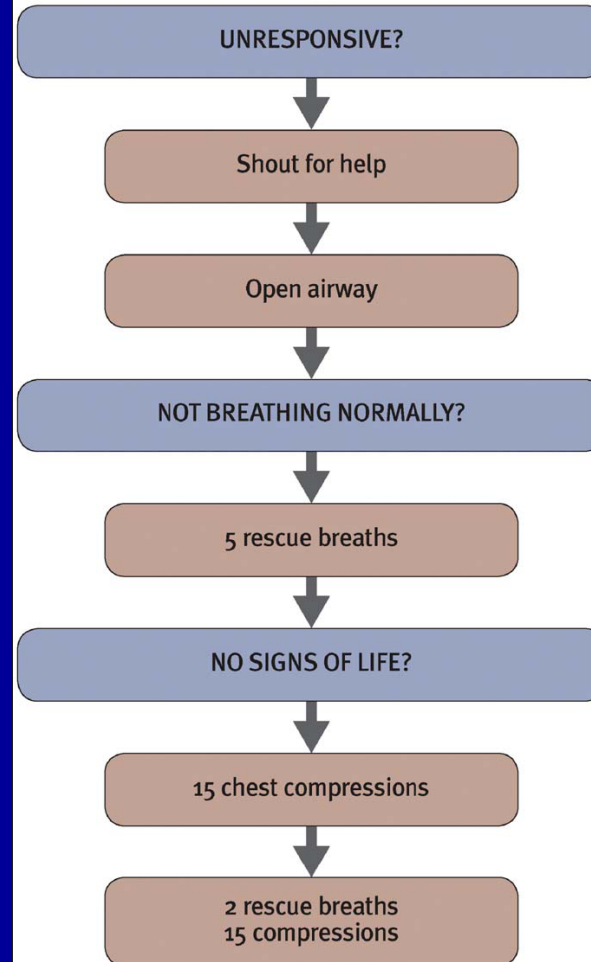 UNRESPONSIVE?
Shout for help
Open airway
NOT BREATHING NORMALLY?
5 rescue breaths
NO SIGNS OF LIFE?
15 chest compressions
2 rescue breaths
15 compressions